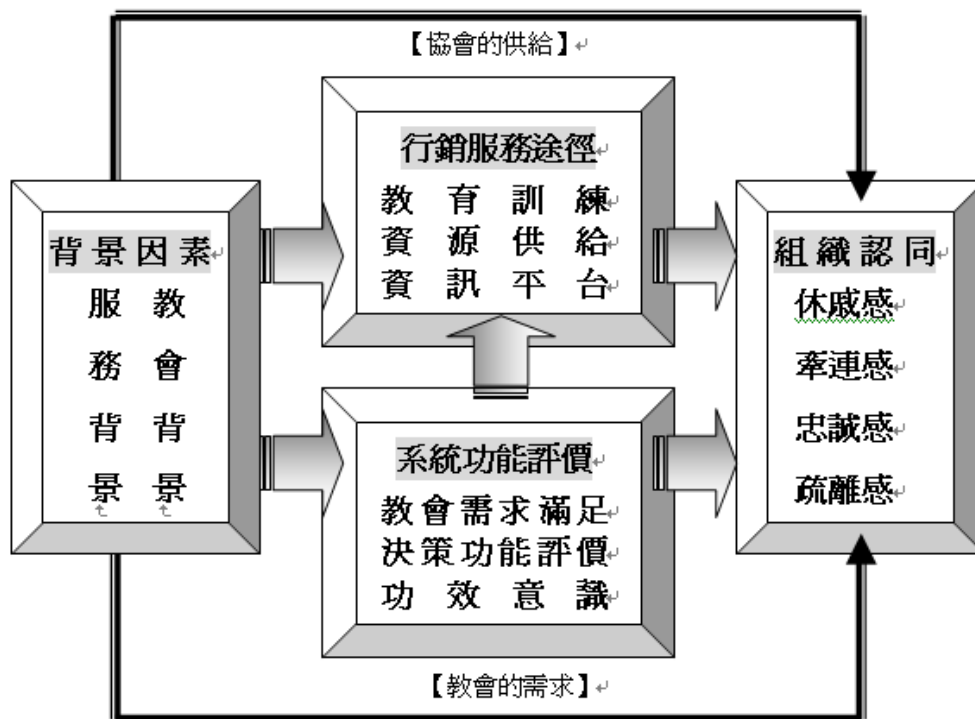 【協會的供給】
行銷服務途徑
教育訓練
資源供給
資訊平台
背景因素
教會背景
服務背景
組織認同
休戚感
牽連感
忠誠感
疏離感
系統功能評價
教會需求滿足
決策功能評價
功效意識
【教會的需求】